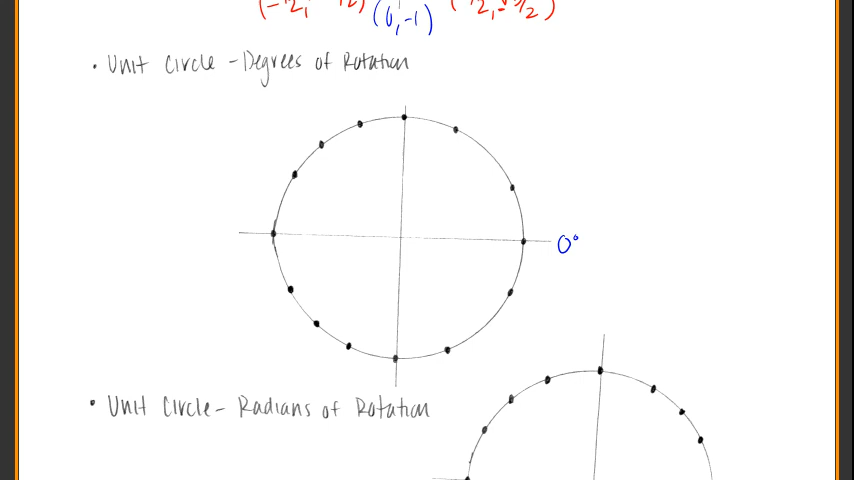 (0,-1)
• Unit Circle - Degrees of Rotation
0°
• Unit Circle - Radians of Rotation